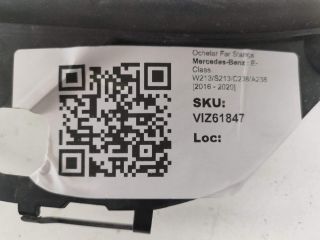 Ochelar Far Stanga
Mercedes-Benz: E-
Class
W213/S213/C238/A238
[2016 - 2020]
SKU:
VIZ61847
Loc: